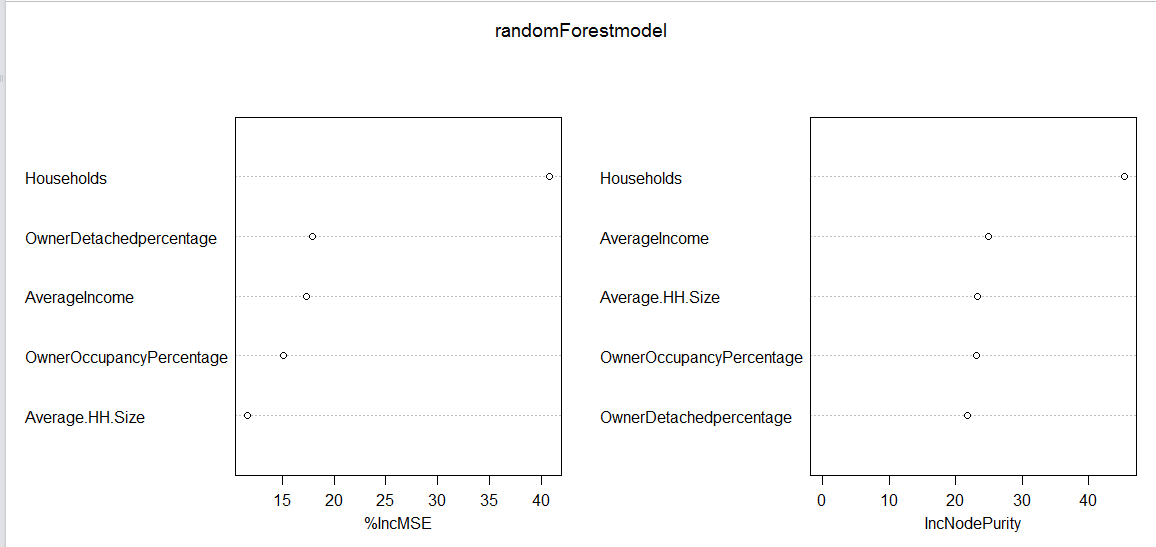 randomForestmodel
Households
OwnerDetachedpercentage
AverageIncome
OwnerOccupancyPercentage
Average.HH.Size
15 20 25 30 35 40
%IncMSE
Households
AverageIncome
Average.HH.Size
OwnerOccupancyPercentage
OwnerDetachedpercentage
0 10 20 30 40
IncNodePurity